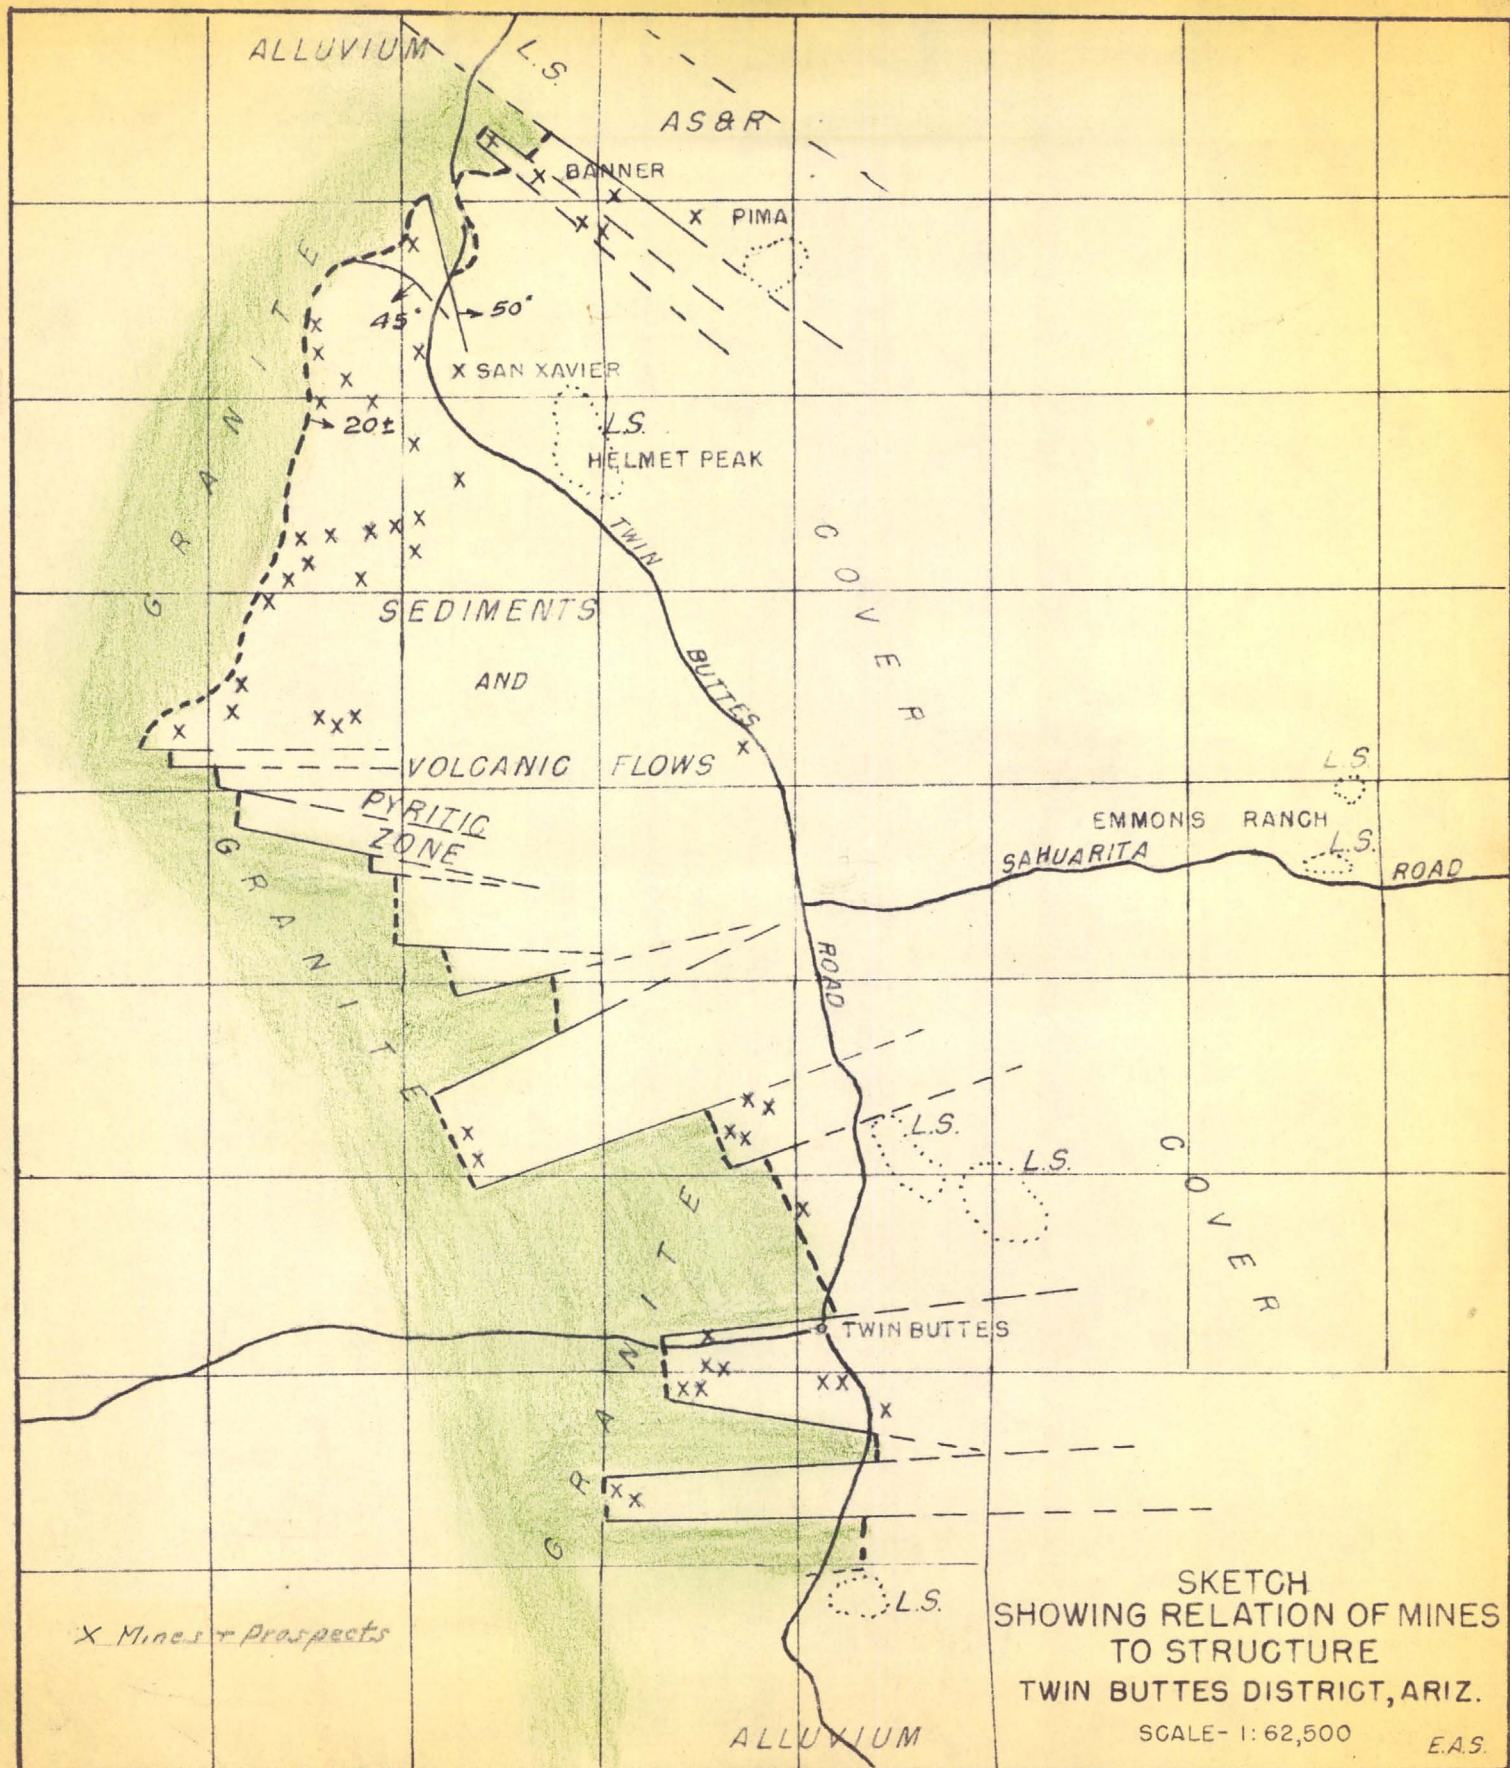 ALLUVIUM
L.S.
AS&R
BANNER
PIMA
GRANITE
45°
50°
SAN XAVIER
20±
L.S.
HELMET PEAK
TWIN
BUTTES
ROAD
COVER
SEDIMENTS
AND
VOLCANIC FLOWS
PYRITIC
ZONE
L.S.
EMMONS RANCH
L.S.
SAHUARITA
ROAD
GRANITE
L.S.
L.S.
COVER
GRANITE
TWIN BUTTES
L.S.
X Mines + Prospects
ALLUVIUM
SKETCH
SHOWING RELATION OF MINES
TO STRUCTURE
TWIN BUTTES DISTRICT, ARIZ.
SCALE- 1:62,500
E.A.S.